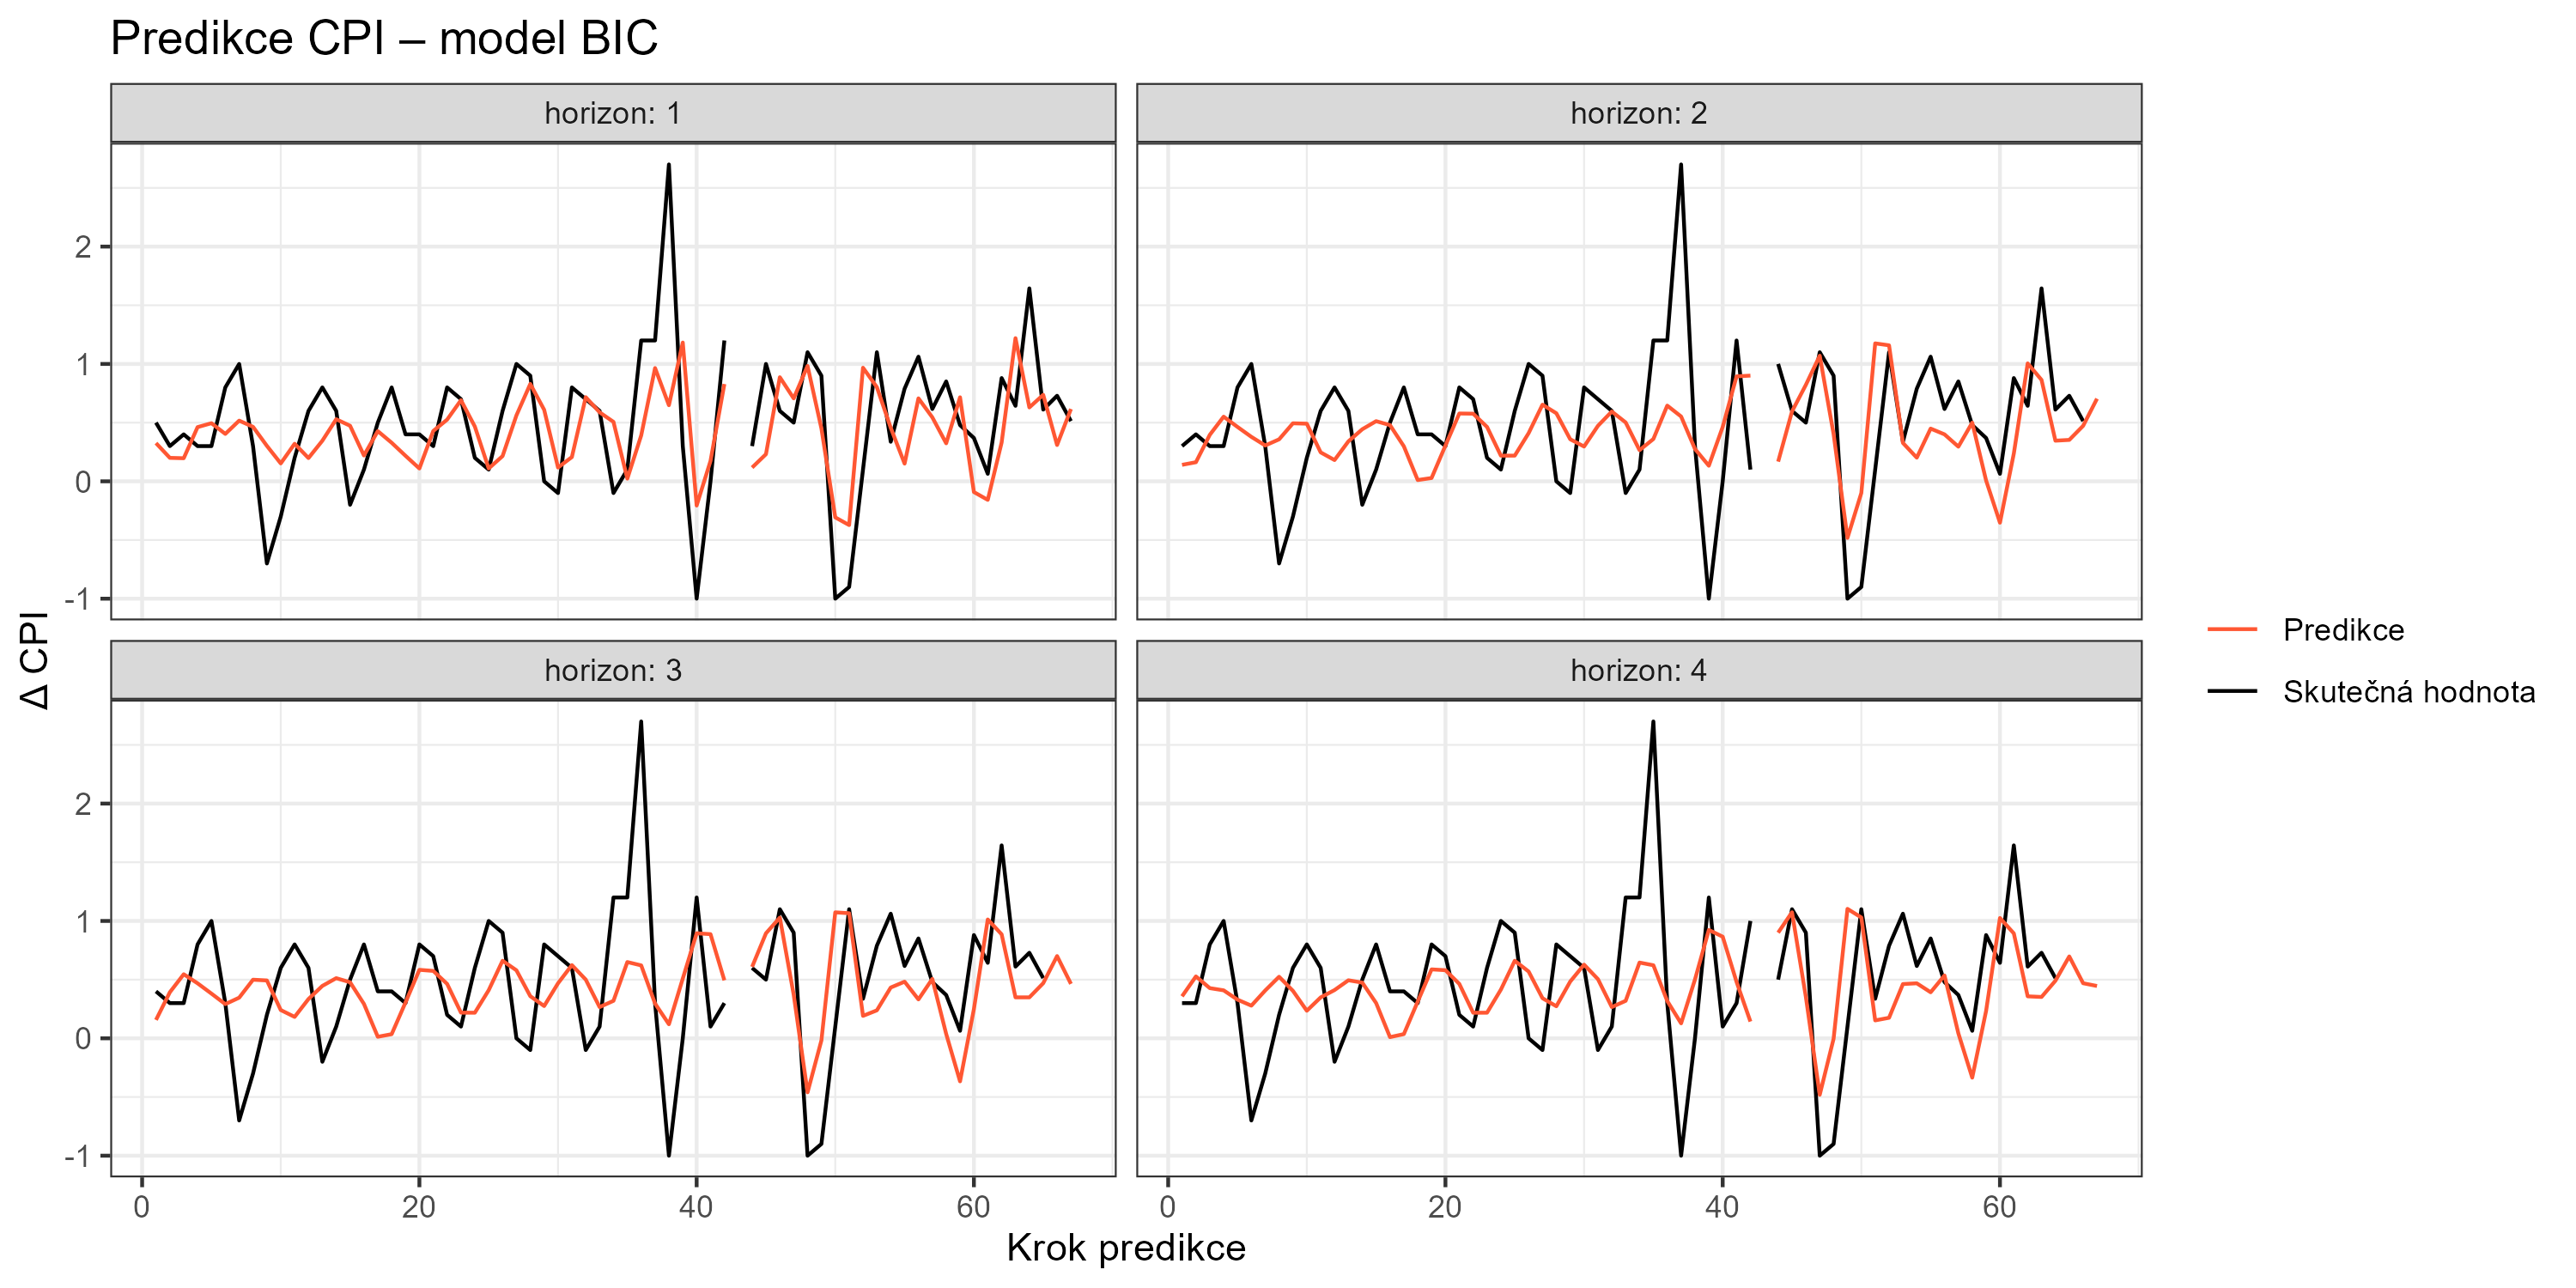 Predikce CPI – model BIC
horizon: 1
horizon: 2
2
1
0
-1
Δ CPI
horizon: 3
horizon: 4
2
1
0
-1
0 20 40 60
0 20 40 60
Krok predikce
Predikce
Skutečná hodnota